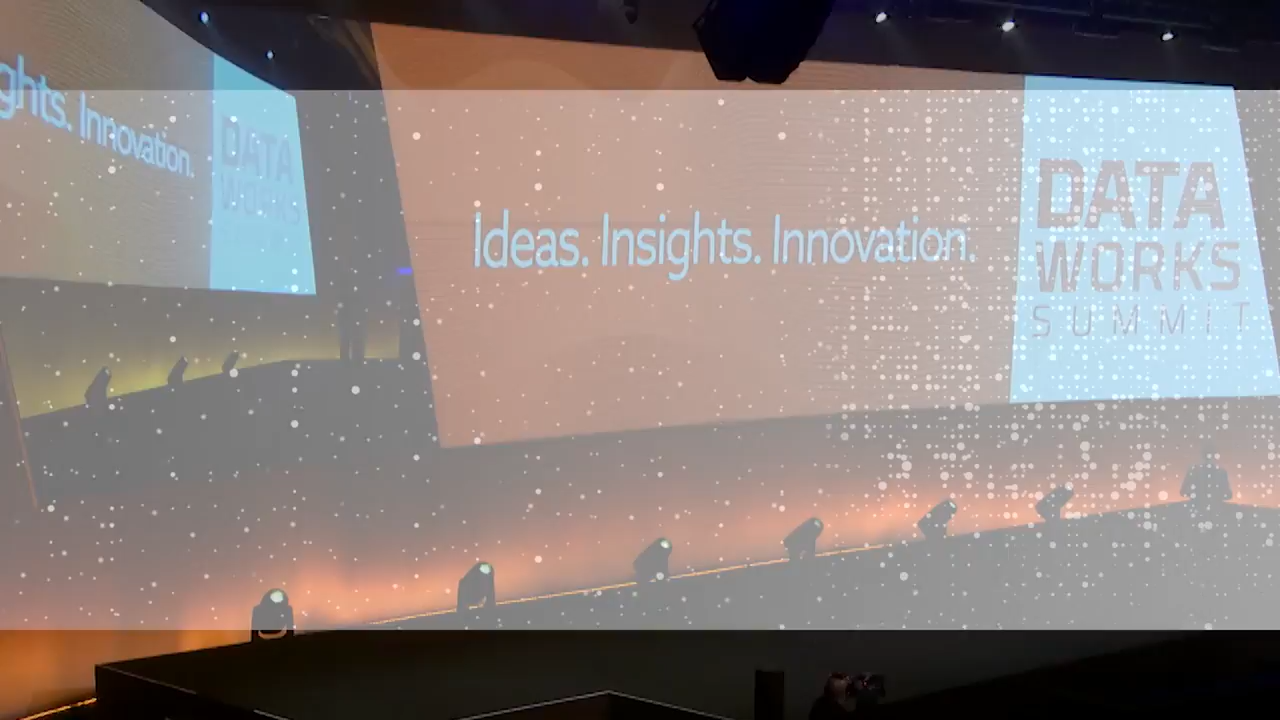 ghts. Innovation.
DATA
WORKS
Ideas. Insights. Innovation.
DATA
WORKS
SUMMIT